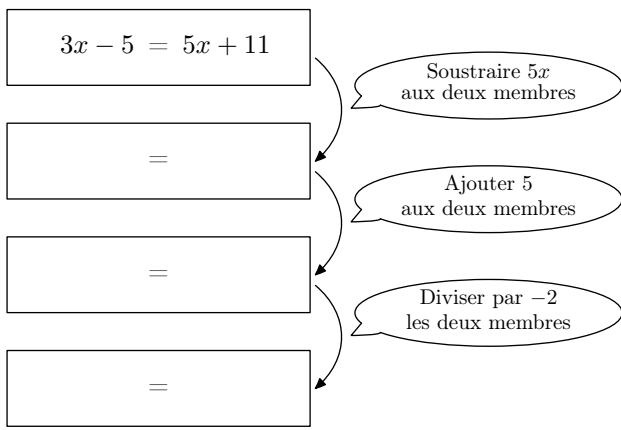 3x − 5 = 5x + 11
Soustraire 5x
aux deux membres
=
Ajouter 5
aux deux membres
=
Diviser par −2
les deux membres
=